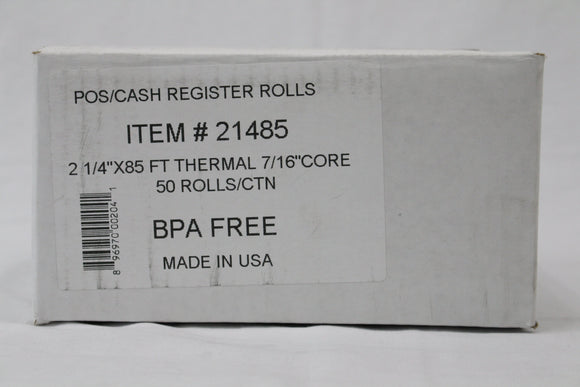 POS/CASH REGISTER ROLLS
ITEM # 21485
2 1/4"X85 FT THERMAL 7/16"CORE
50 ROLLS/CTN
BPA FREE
MADE IN USA
8 96970 00204 1